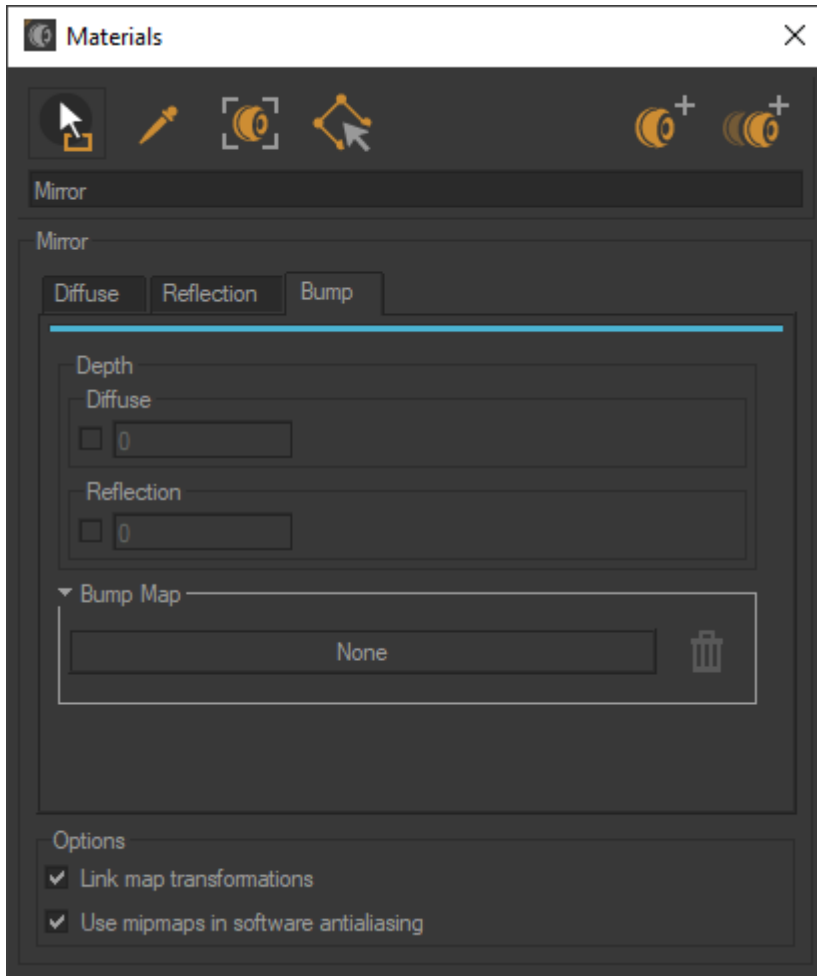 Materials
Mirror
Mirror
Diffuse Reflection Bump
Depth
Diffuse
0
Reflection
0
Bump Map
None
Options
Link map transformations
Use mipmaps in software antialiasing